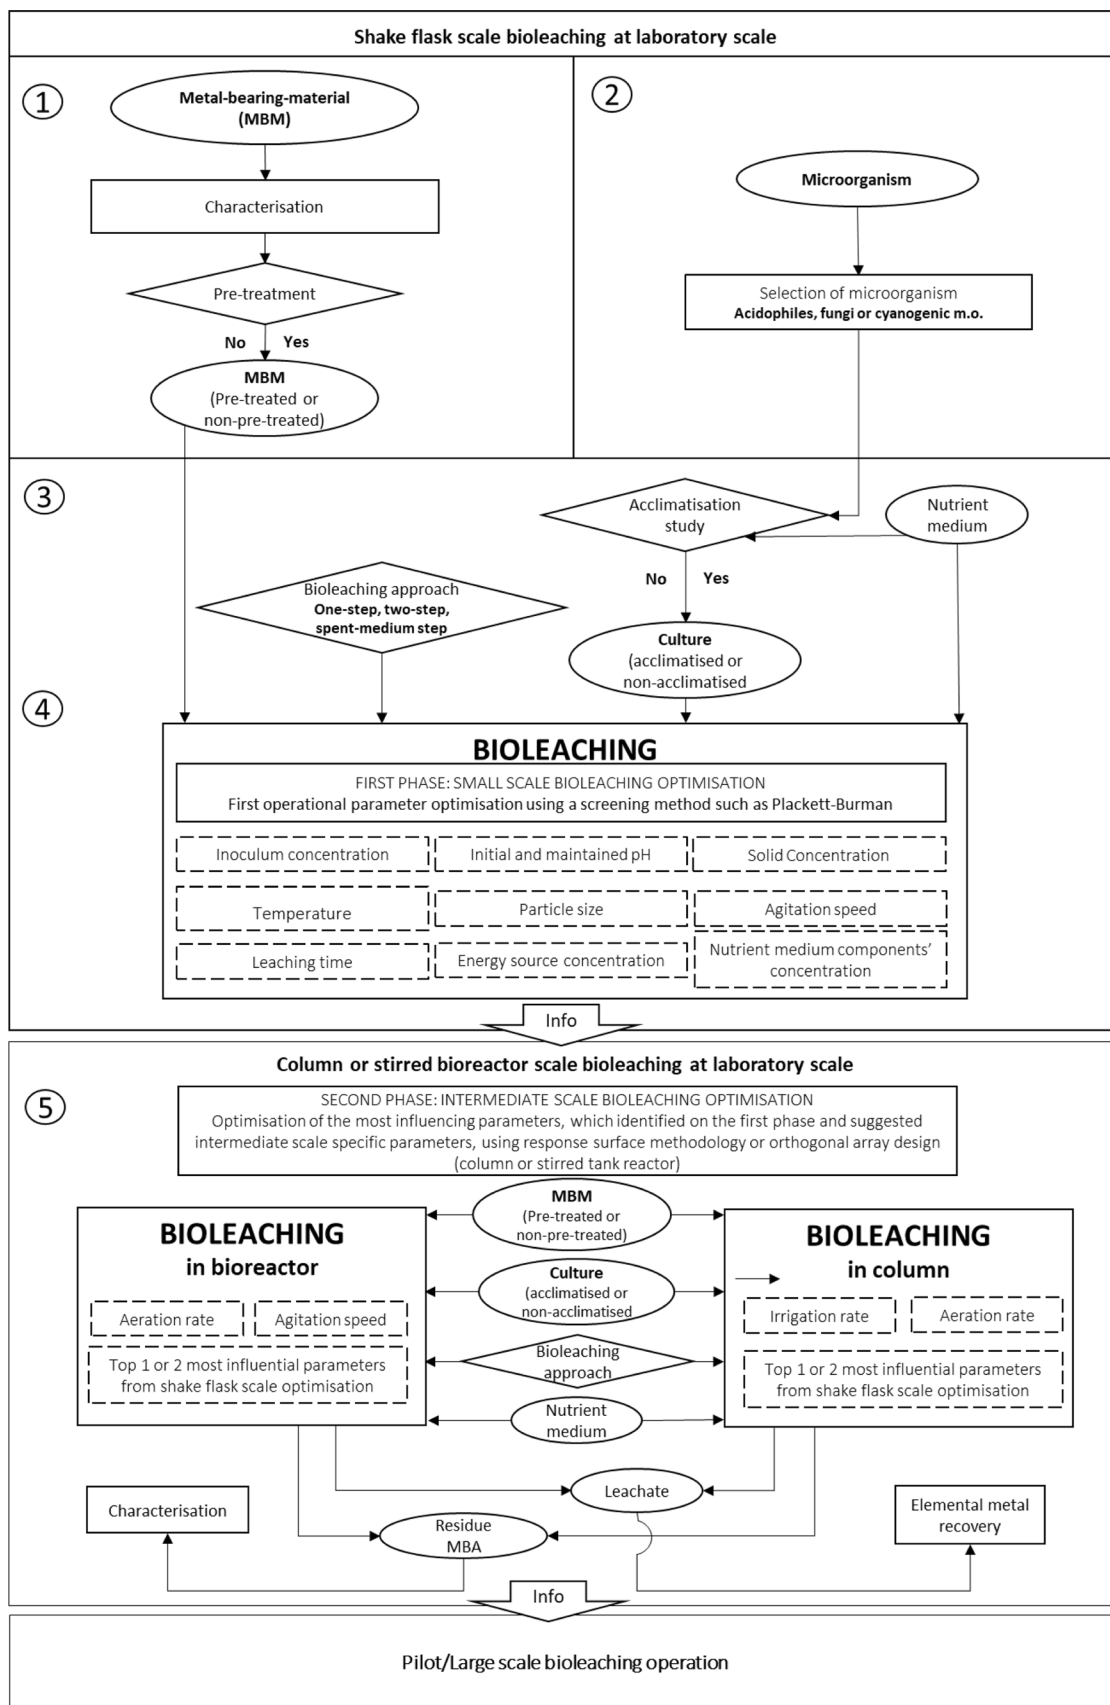 Shake flask scale bioleaching at laboratory scale
1
Metal-bearing-material
(MBM)
Characterisation
Pre-treatment
No
Yes
MBM
(Pre-treated or
non-pre-treated)
2
Microorganism
Selection of microorganism
Acidophiles, fungi or cyanogenic m.o.
3
Acclimatisation
study
Nutrient
medium
No
Yes
Bioleaching approach
One-step, two-step,
spent-medium step
Culture
(acclimatised or
non-acclimatised
4
BIOLEACHING
FIRST PHASE: SMALL SCALE BIOLEACHING OPTIMISATION
First operational parameter optimisation using a screening method such as Plackett-Burman
Inoculum concentration
Initial and maintained pH
Solid Concentration
Temperature
Particle size
Agitation speed
Leaching time
Energy source concentration
Nutrient medium components’
concentration
Info
Column or stirred bioreactor scale bioleaching at laboratory scale
5
SECOND PHASE: INTERMEDIATE SCALE BIOLEACHING OPTIMISATION
Optimisation of the most influencing parameters, which identified on the first phase and suggested
intermediate scale specific parameters, using response surface methodology or orthogonal array design
(column or stirred tank reactor)
BIOLEACHING
in bioreactor
Aeration rate
Agitation speed
Top 1 or 2 most influential parameters
from shake flask scale optimisation
MBM
(Pre-treated or
non-pre-treated)
Culture
(acclimatised or
non-acclimatised
Bioleaching
approach
Nutrient
medium
BIOLEACHING
in column
Irrigation rate
Aeration rate
Top 1 or 2 most influential parameters
from shake flask scale optimisation
Leachate
Characterisation
Residue
MBA
Elemental metal
recovery
Info
Pilot/Large scale bioleaching operation